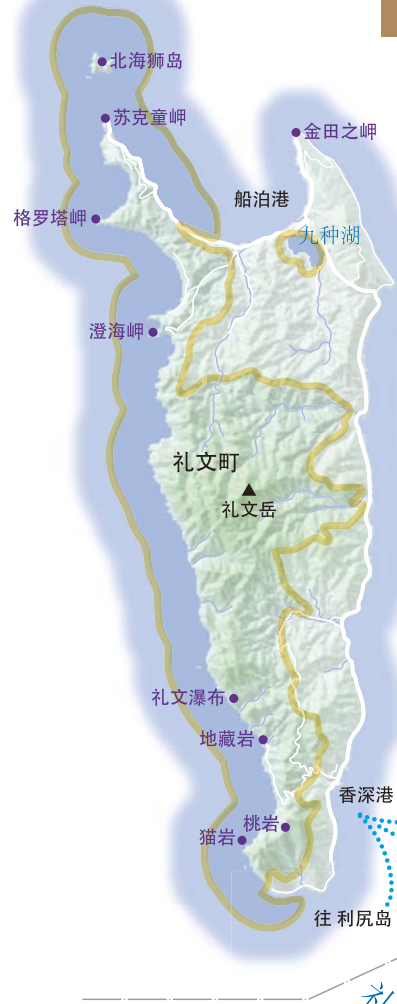 北海狮岛
苏克童岬
金田之岬
船泊港
格罗塔岬
九种湖
澄海岬
礼文町
礼文岳
礼文瀑布
地藏岩
香深港
桃岩
猫岩
往 利尻岛